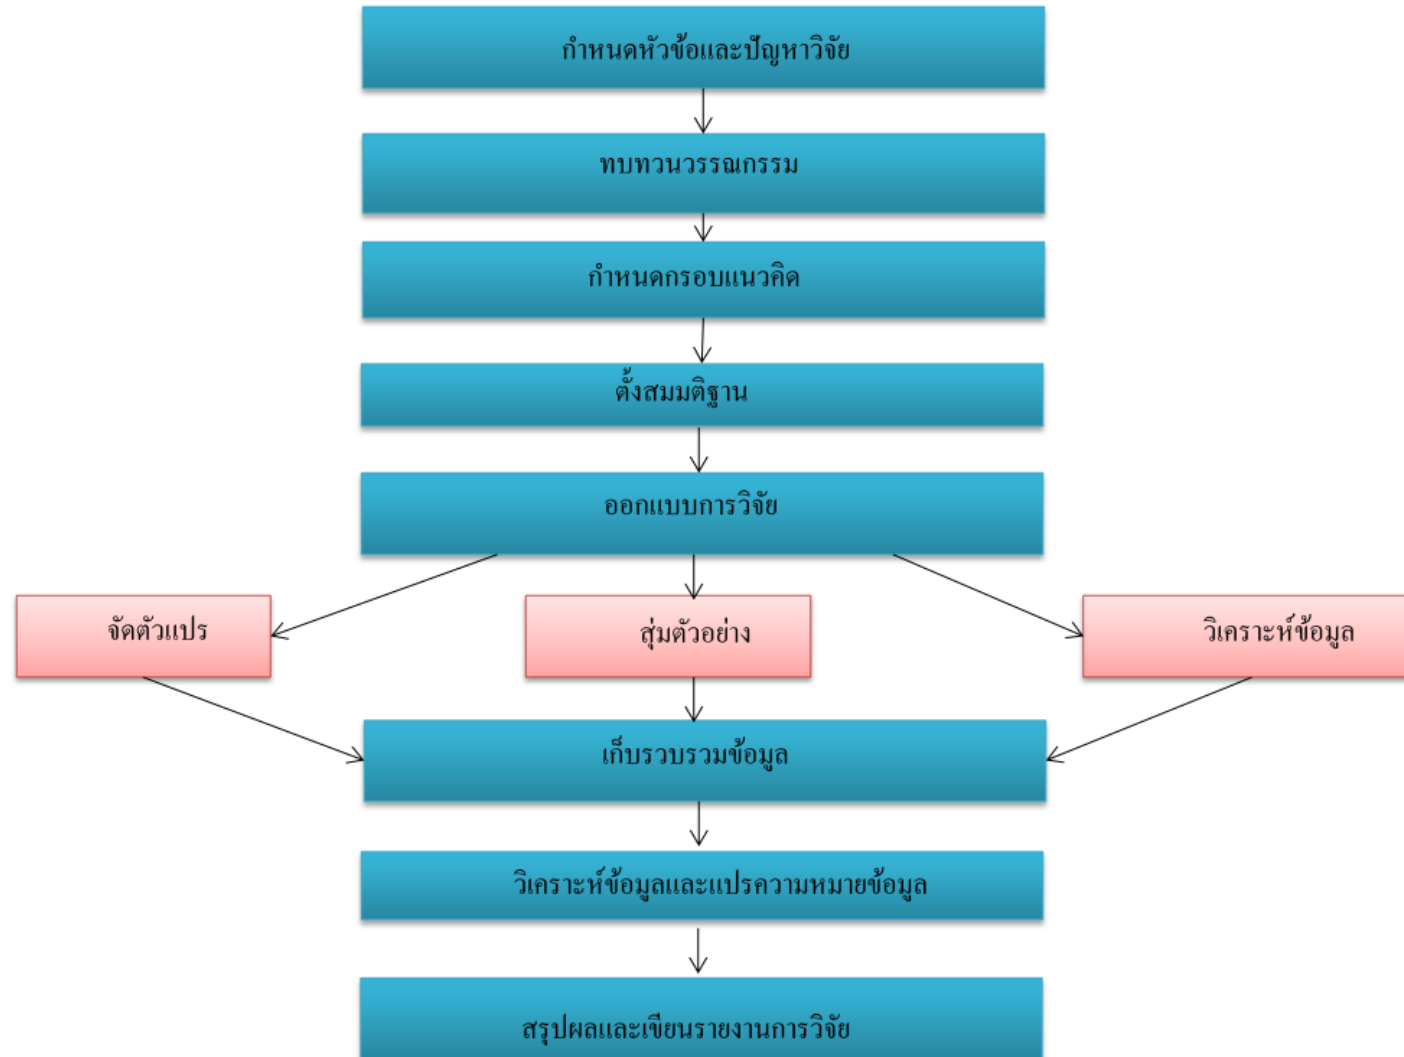 กำหนดหัวข้อและปัญหาวิจัย
ทบทวนวรรณกรรม
กำหนดกรอบแนวคิด
ตั้งสมมติฐาน
ออกแบบการวิจัย
จัดตัวแปร
สุ่มตัวอย่าง
วิเคราะห์ข้อมูล
เก็บรวบรวมข้อมูล
วิเคราะห์ข้อมูลและแปรความหมายข้อมูล
สรุปผลและเขียนรายงานการวิจัย